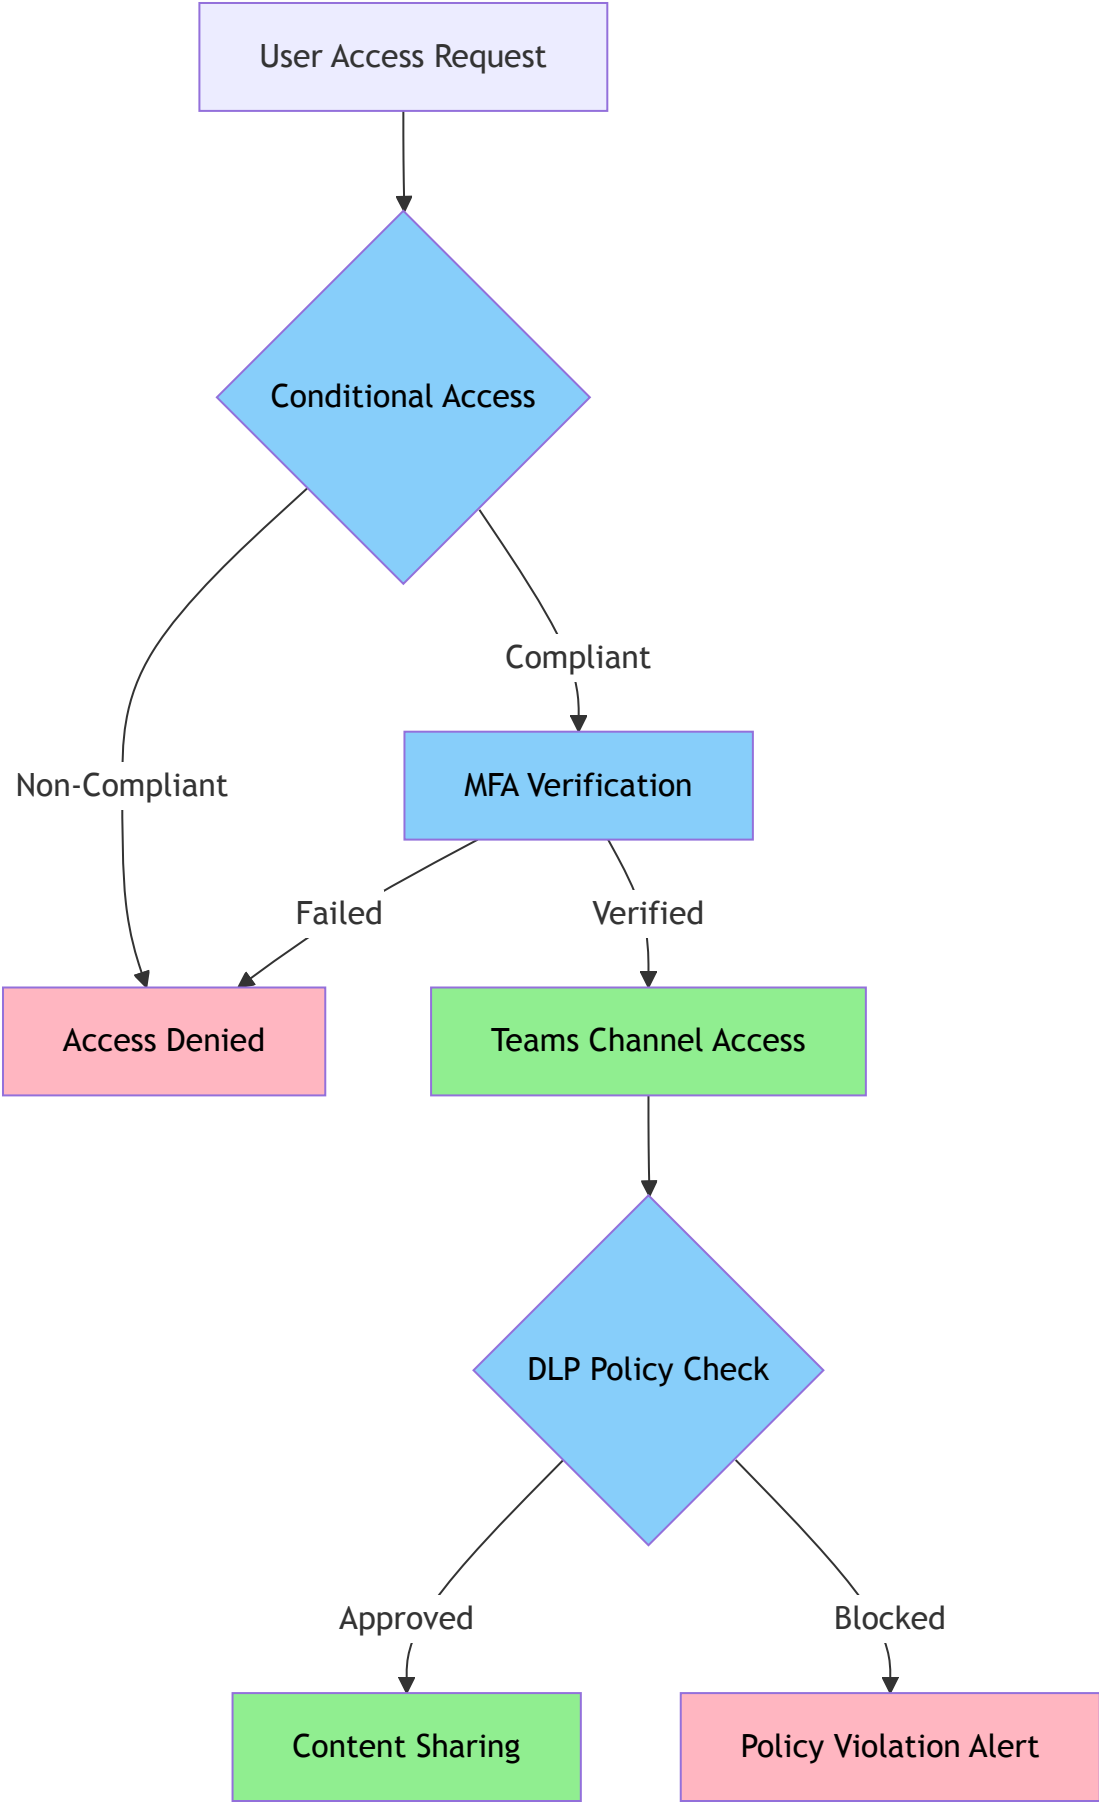 User Access Request
Conditional Access
Compliant
Non-Compliant
MFA Verification
Failed
Verified
Access Denied
Teams Channel Access
DLP Policy Check
Approved
Blocked
Content Sharing
Policy Violation Alert